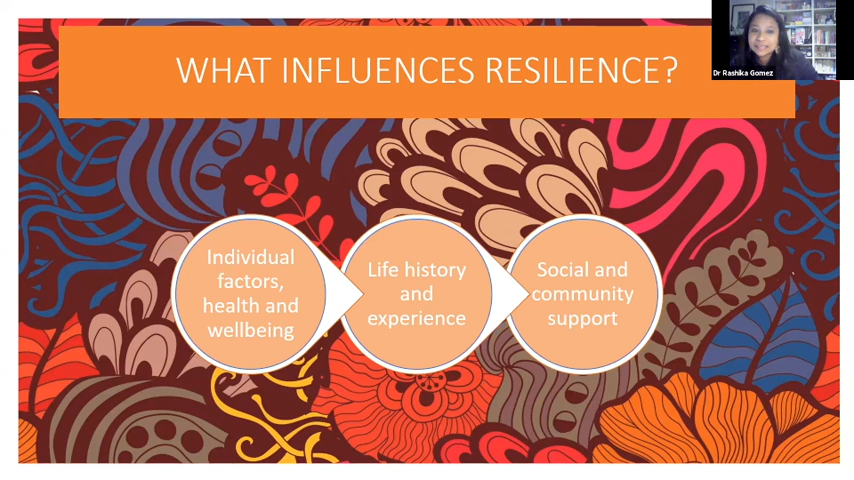 WHAT INFLUENCES RESILIENCE?
Dr Rashika Gomez
Individual
factors,
health and
wellbeing
Life history
and
experience
Social and
community
support